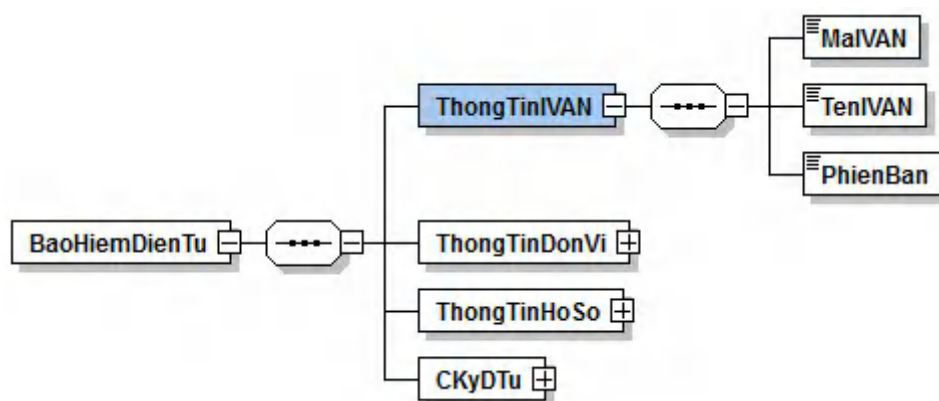 MaIVAN
ThongTinIVAN
TenIVAN
PhienBan
BaoHiemDienTu
ThongTinDonVi
ThongTinHoSo
CKyDTu